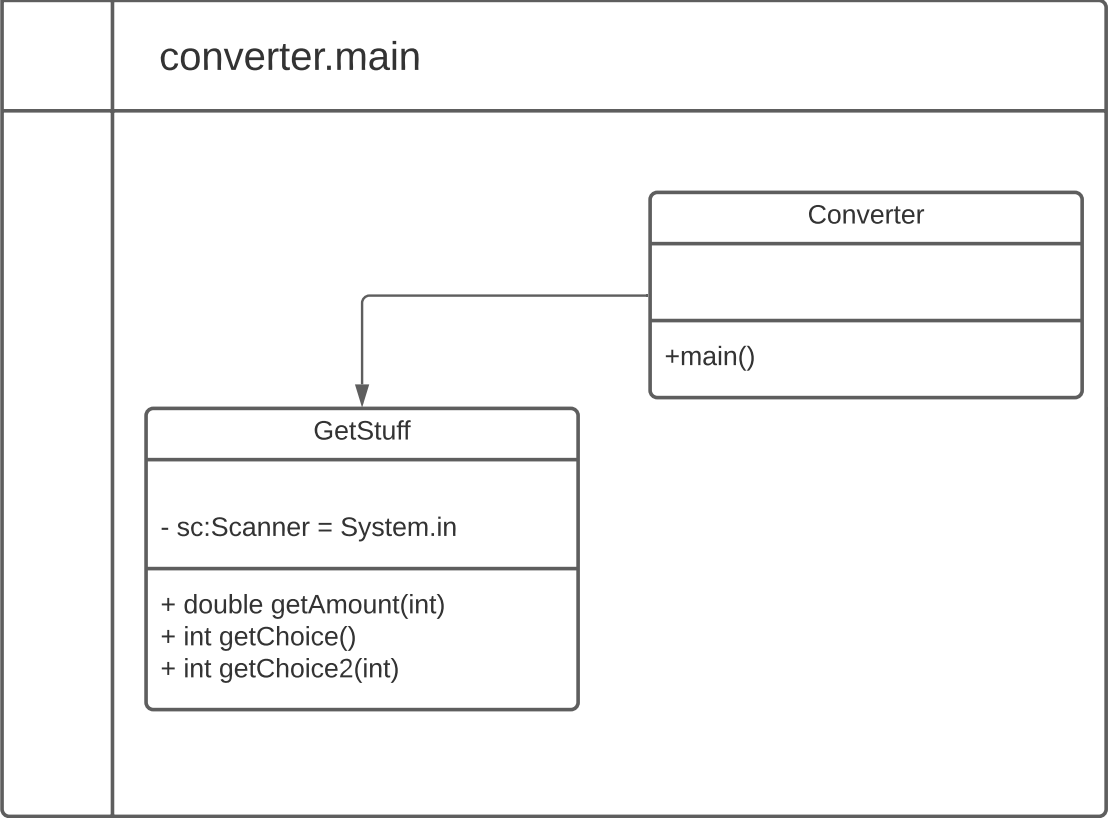 converter.main
Converter
+main()
GetStuff
- sc:Scanner = System.in
+ double getAmount(int)
+ int getChoice()
+ int getChoice2(int)